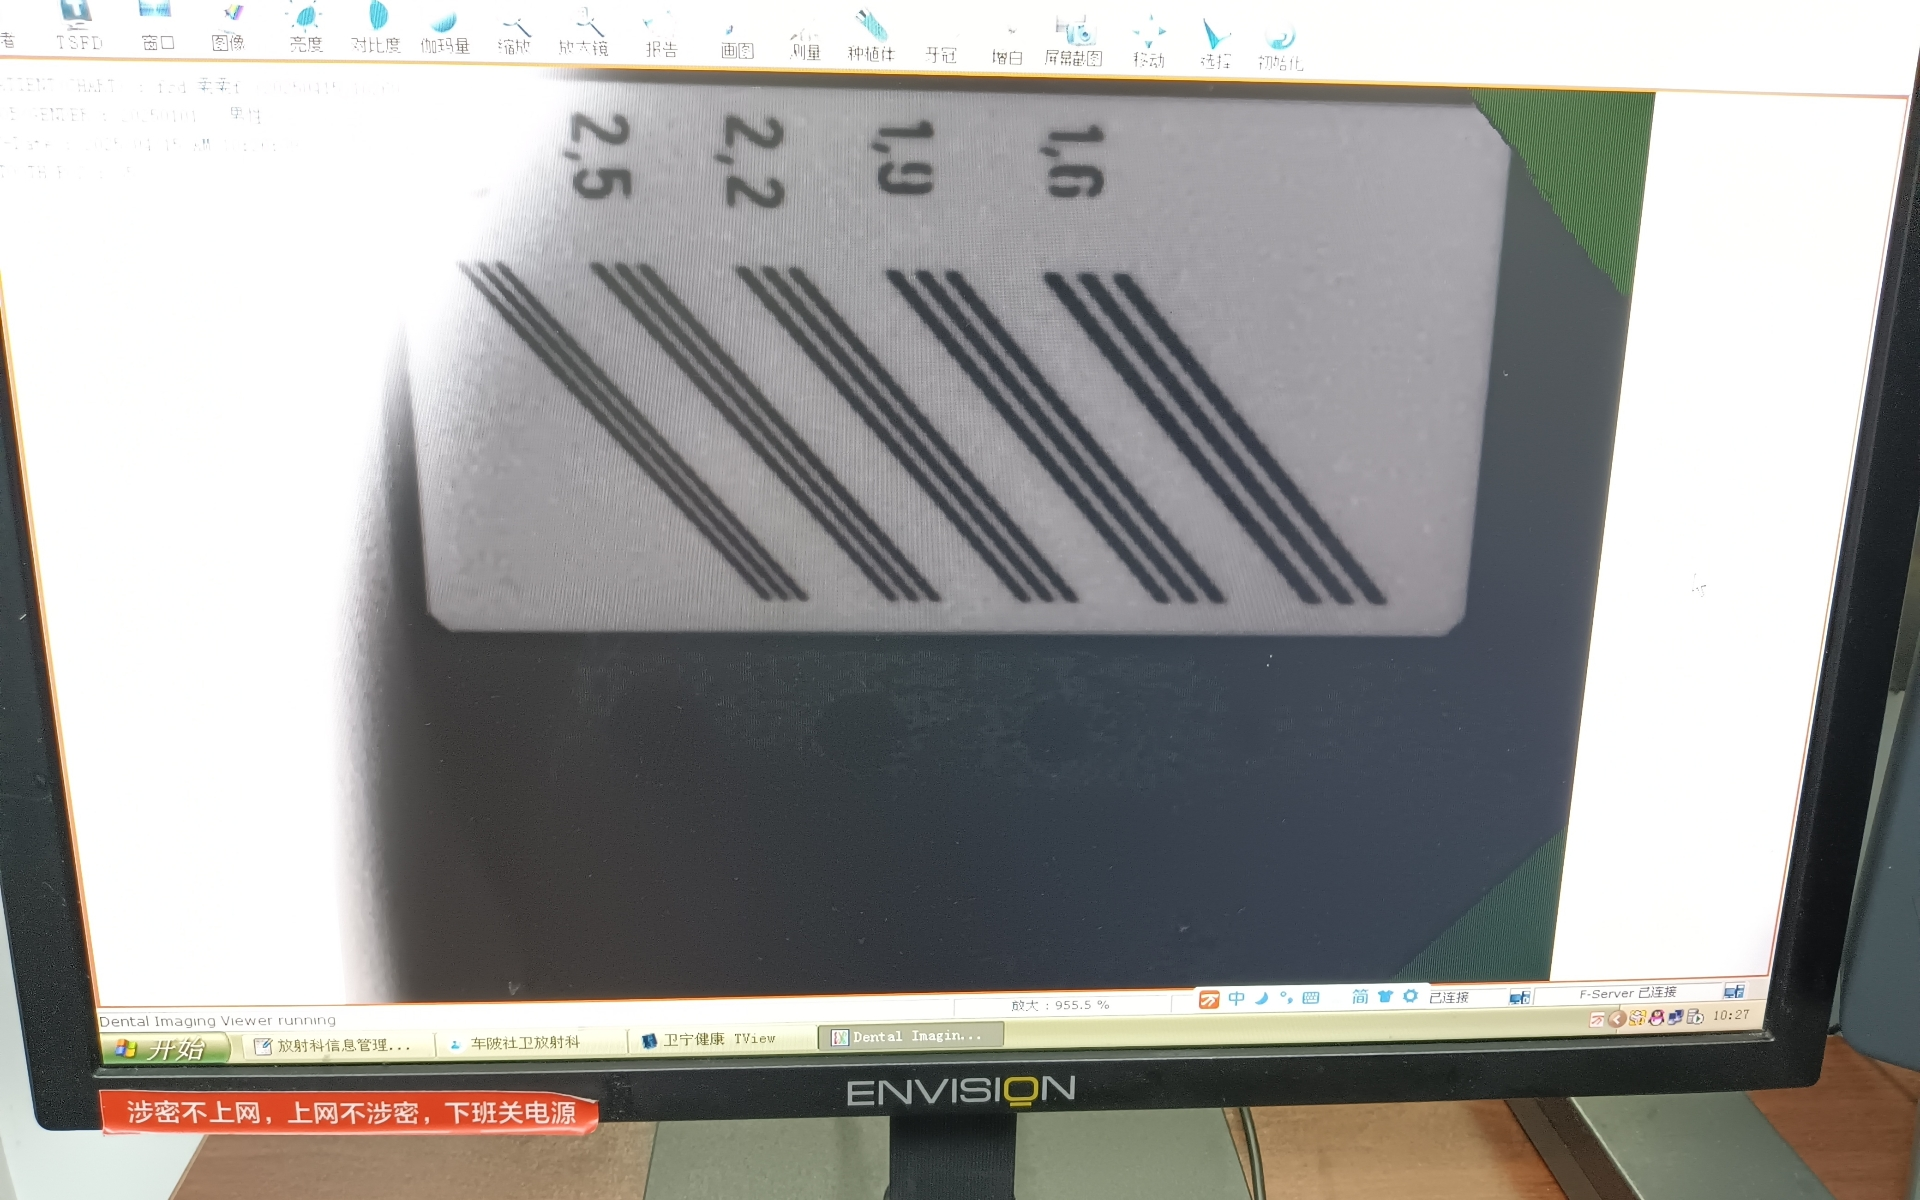 者 TSFD 窗口 图像 亮度 对比度 伽玛量 缩放 放大镜 报告 画图 测量 种植体 牙冠 增白 屏幕截图 移动 选择 初始化
2,5 2,2 1,9 1,6
放大 : 955.5 %
中 简 已连接 F-Server 已连接
Dental Imaging Viewer running
开始 放射科信息管理... 车陂社卫放射科 卫宁健康 TView Dental Imagin... 10:27
ENVISION
涉密不上网，上网不涉密，下班关电源